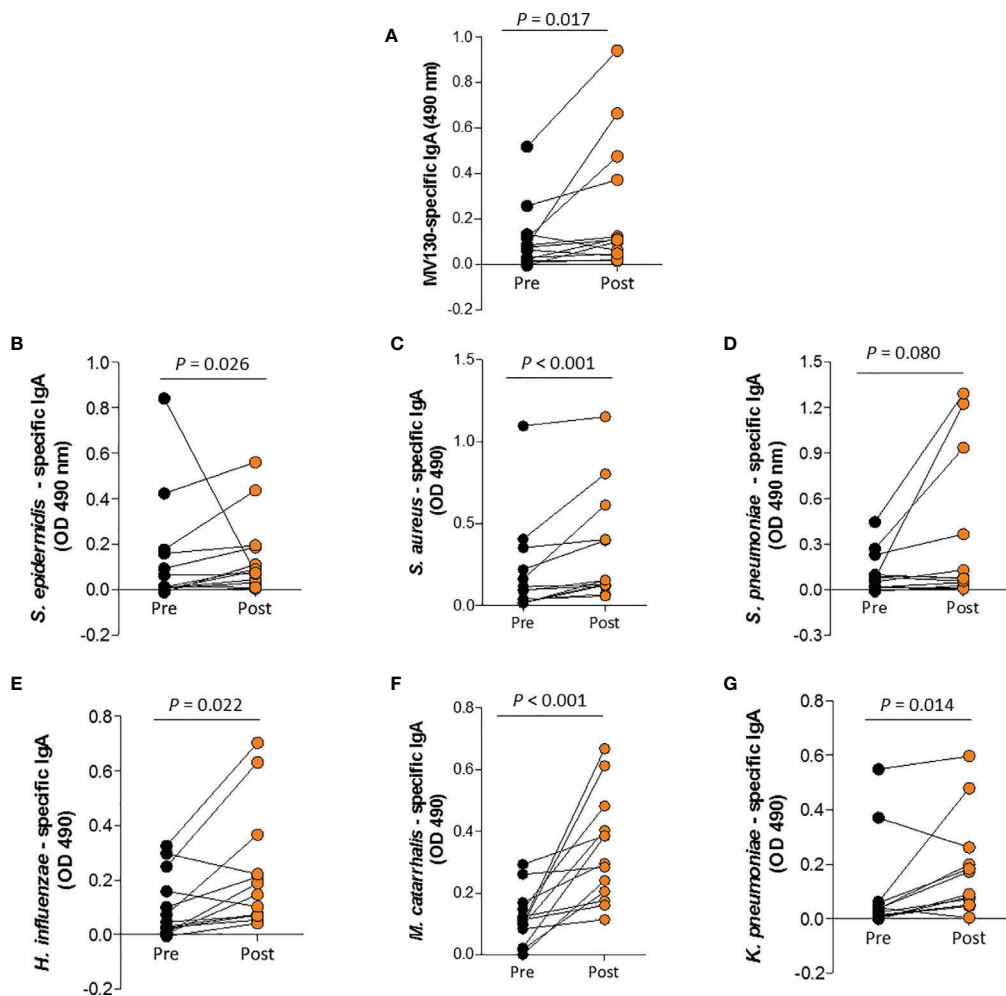 A
P = 0.017
MV130-specific IgA (490 nm)
1.0
0.8
0.6
0.4
0.2
0.0
-0.2
Pre
Post
B
P = 0.026
S. epidermidis - specific IgA
(OD 490 nm)
1.0
0.8
0.6
0.4
0.2
0.0
-0.2
Pre
Post
C
P < 0.001
S. aureus - specific IgA
(OD 490)
1.5
1.0
0.5
0.0
Pre
Post
D
P = 0.080
S. pneumoniae - specific IgA
(OD 490 nm)
1.5
1.2
0.9
0.6
0.3
0.0
-0.3
Pre
Post
E
P = 0.022
H. influenzae - specific IgA
(OD 490)
0.8
0.6
0.4
0.2
0.0
-0.2
Pre
Post
F
P < 0.001
M. catarrhalis - specific IgA
(OD 490)
0.8
0.6
0.4
0.2
0.0
Pre
Post
G
P = 0.014
K. pneumoniae - specific IgA
(OD 490)
0.8
0.6
0.4
0.2
0.0
-0.2
Pre
Post